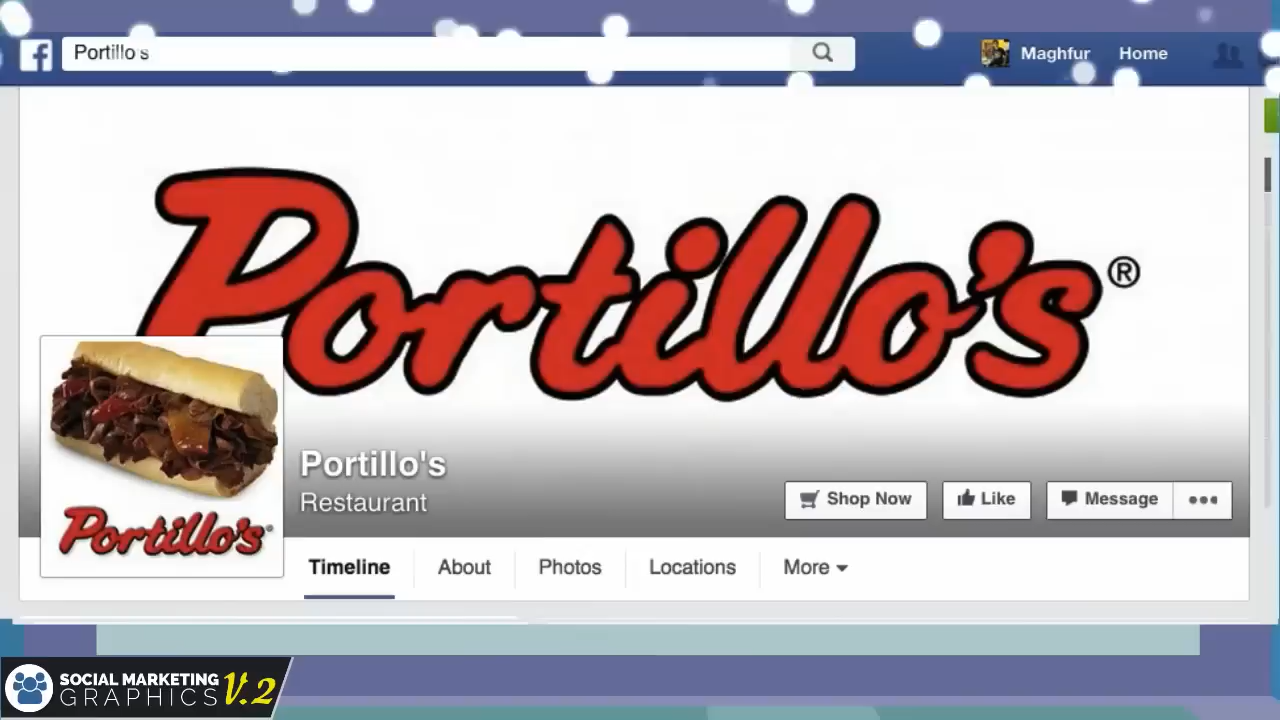 Portillo's
Maghfur
Home
Portillo's®
Portillo's
Restaurant
Shop Now
Like
Message
Portillo's
Timeline
About
Photos
Locations
More
SOCIAL MARKETING
GRAPHICS V.2